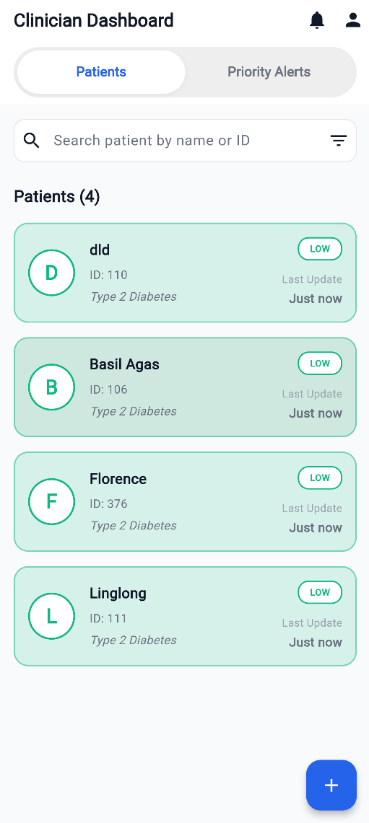 Clinician Dashboard
Patients
Priority Alerts
Search patient by name or ID
Patients (4)
D
dld
ID: 110
Type 2 Diabetes
LOW
Last Update
Just now
B
Basil Agas
ID: 106
Type 2 Diabetes
LOW
Last Update
Just now
F
Florence
ID: 376
Type 2 Diabetes
LOW
Last Update
Just now
L
Linglong
ID: 111
Type 2 Diabetes
LOW
Last Update
Just now
+